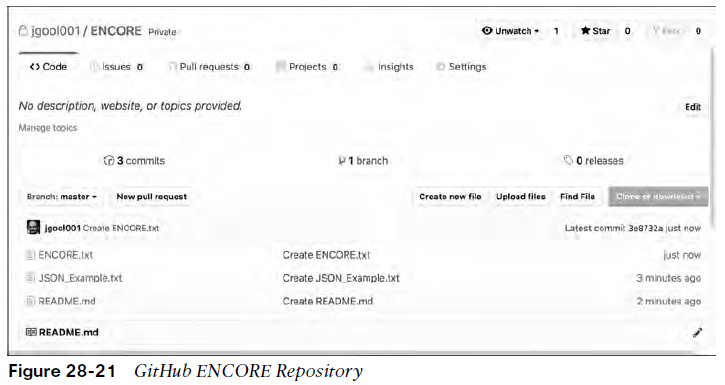 jgool001 / ENCORE Private
Unwatch 1 Star 0 Fork 0
Code Issues 0 Pull requests 0 Projects 0 Insights Settings
No description, website, or topics provided. Edit
Manage topics
3 commits 1 branch 0 releases
Branch: master New pull request Create new file Upload files Find File Clone or download
jgool001 Create ENCORE.txt Latest commit 3e8732a just now
ENCORE.txt Create ENCORE.txt just now
JSON_Example.txt Create JSON_Example.txt 3 minutes ago
README.md Create README.md 2 minutes ago
README.md
Figure 28-21 GitHub ENCORE Repository